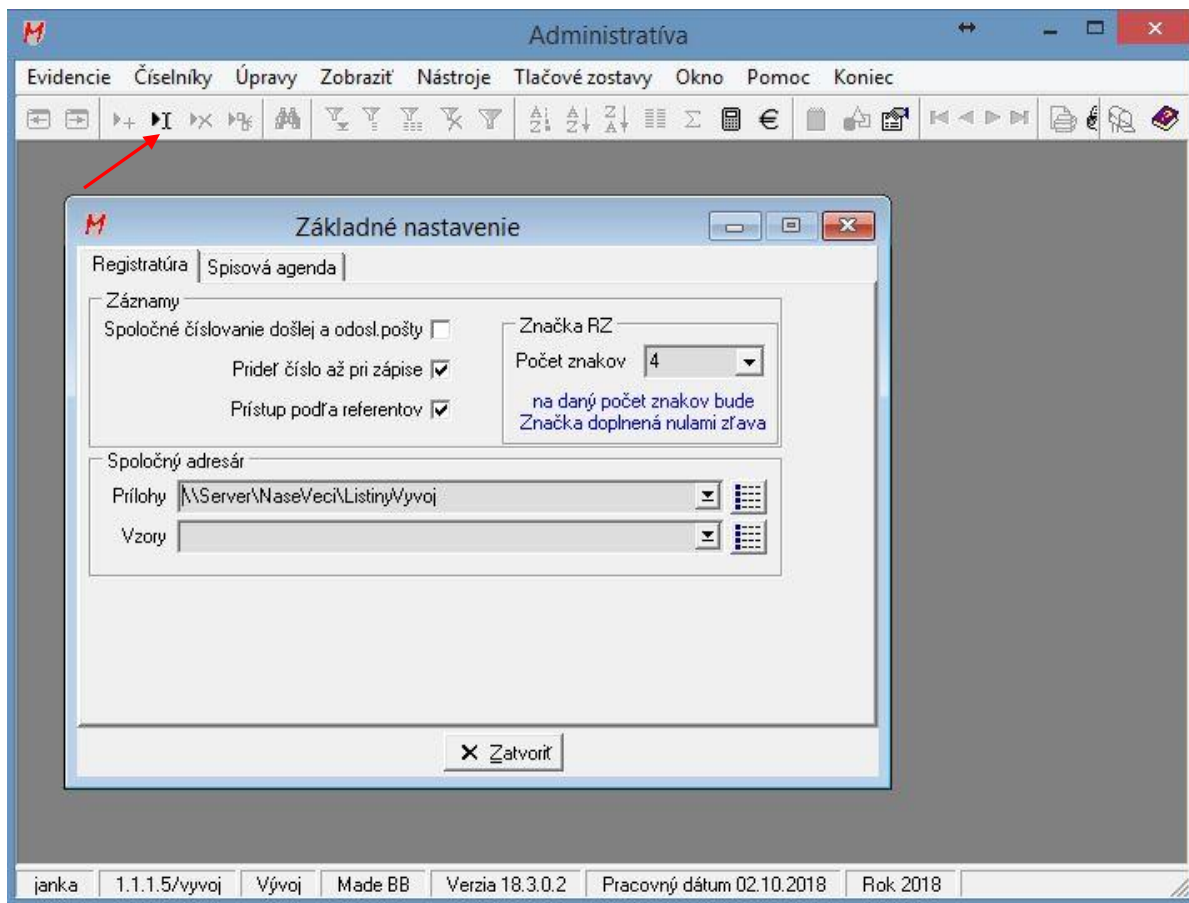 Administratíva
Evidencie Číselníky Úpravy Zobraziť Nástroje Tlačové zostavy Okno Pomoc Koniec
Základné nastavenie
Registratúra Spisová agenda
Záznamy
Spoločné číslovanie došlej a odosl.pošty
Prideľ číslo až pri zápise
Prístup podľa referentov
Značka RZ
Počet znakov 4
na daný počet znakov bude
Značka doplnená nulami zľava
Spoločný adresár
Prílohy \\Server\NaseVeci\ListinyVyvoj
Vzory
Zatvoriť
janka 1.1.1.5/vyvoj Vývoj Made BB Verzia 18.3.0.2 Pracovný dátum 02.10.2018 Rok 2018